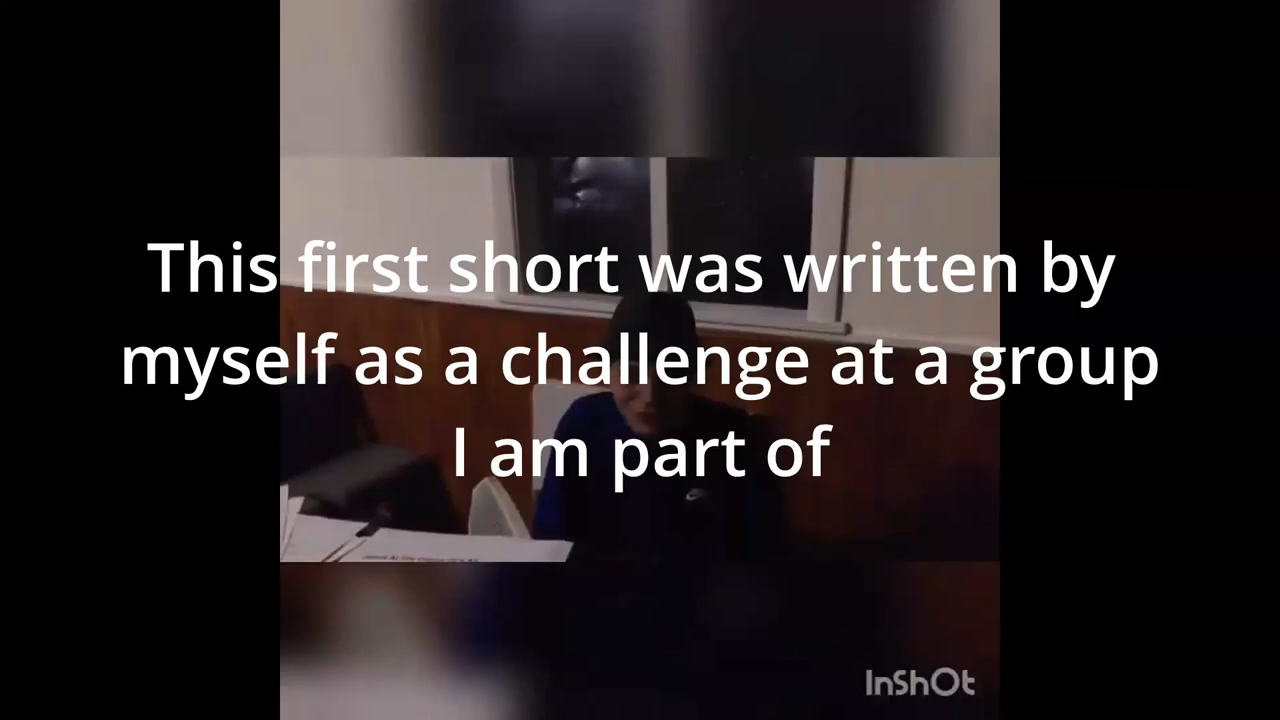 This first short was written by
myself as a challenge at a group
I am part of
InShOt